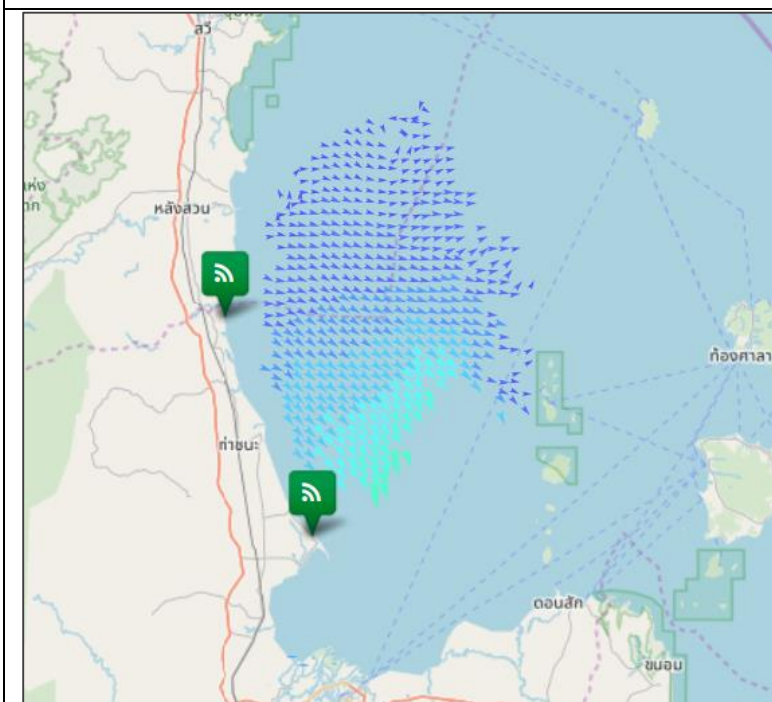 สวี
หลังสวน
ท้องศาลา
ท่าชนะ
ดอนสัก
ขนอม